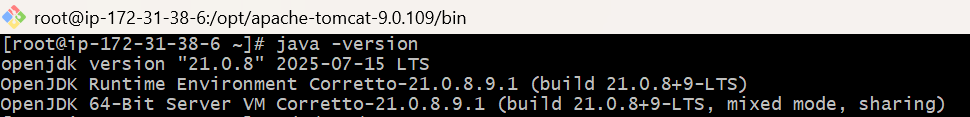 root@ip-172-31-38-6:/opt/apache-tomcat-9.0.109/bin
[root@ip-172-31-38-6 ~]# java -version
openjdk version "21.0.8" 2025-07-15 LTS
OpenJDK Runtime Environment Corretto-21.0.8.9.1 (build 21.0.8+9-LTS)
OpenJDK 64-Bit Server VM Corretto-21.0.8.9.1 (build 21.0.8+9-LTS, mixed mode, sharing)